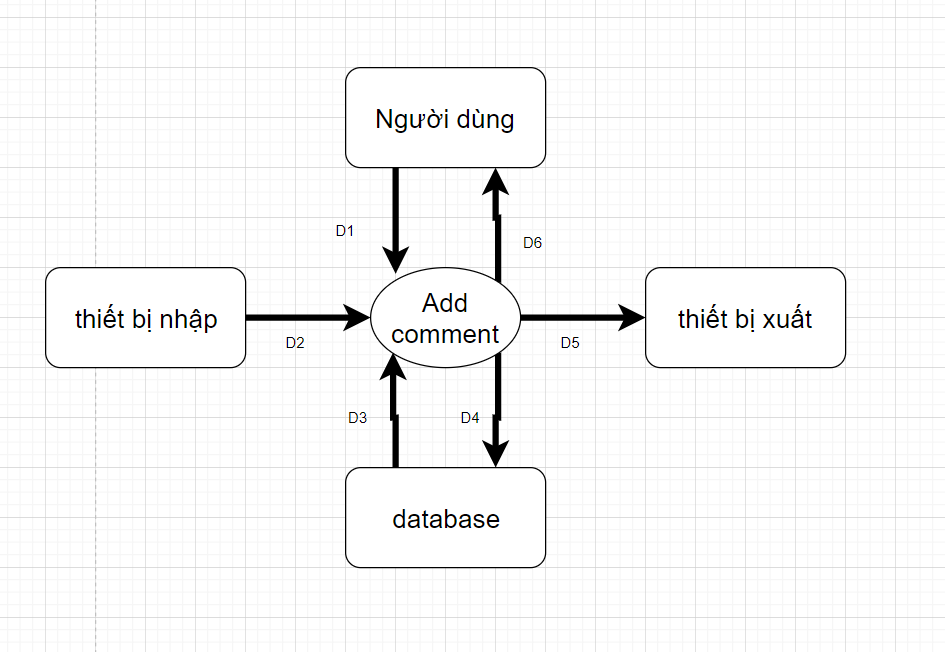 Người dùng
D1
D6
thiết bị nhập
Add
comment
thiết bị xuất
D2
D5
D3
D4
database